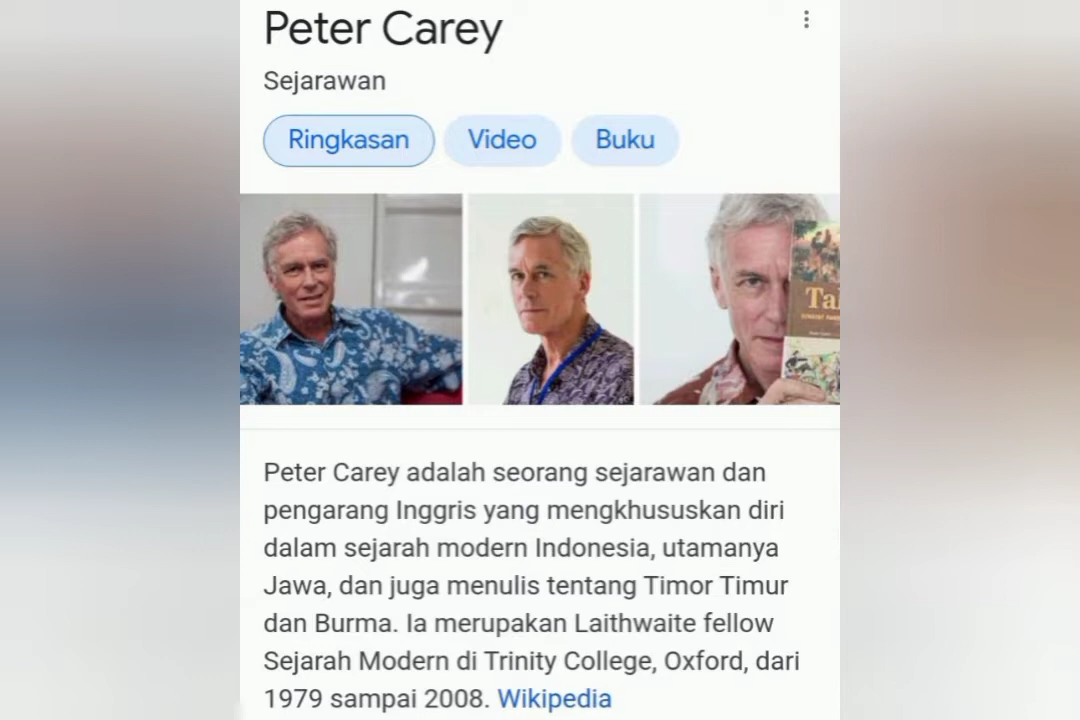 Peter Carey
Sejarawan
Ringkasan
Video
Buku
Peter Carey adalah seorang sejarawan dan
pengarang Inggris yang mengkhususkan diri
dalam sejarah modern Indonesia, utamanya
Jawa, dan juga menulis tentang Timor Timur
dan Burma. Ia merupakan Laithwaite fellow
Sejarah Modern di Trinity College, Oxford, dari
1979 sampai 2008. Wikipedia